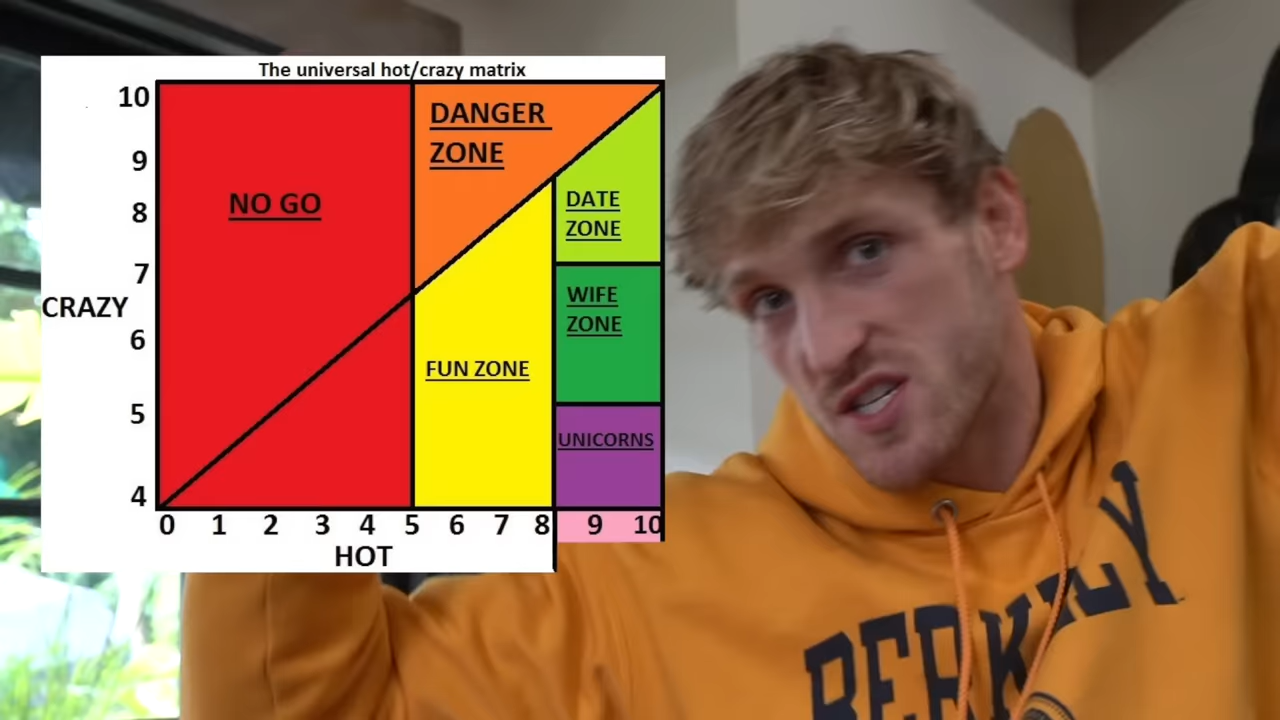 The universal hot/crazy matrix
10
9
8
7
6
5
4
CRAZY
NO GO
DANGER
ZONE
DATE
ZONE
WIFE
ZONE
FUN ZONE
UNICORNS
0 1 2 3 4 5 6 7 8 9 10
HOT
BERKLEY